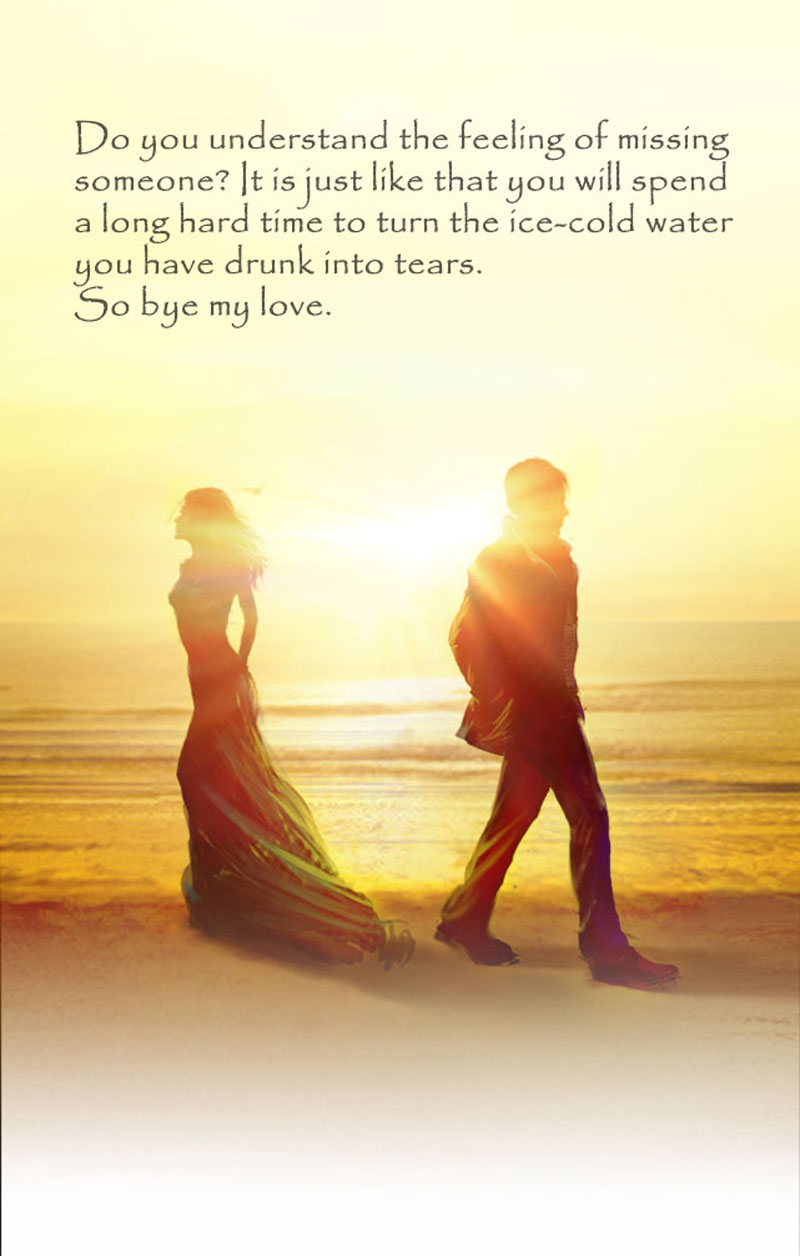 Do you understand the feeling of missing
someone? It is just like that you will spend
a long hard time to turn the ice-cold water
you have drunk into tears.
So bye my love.